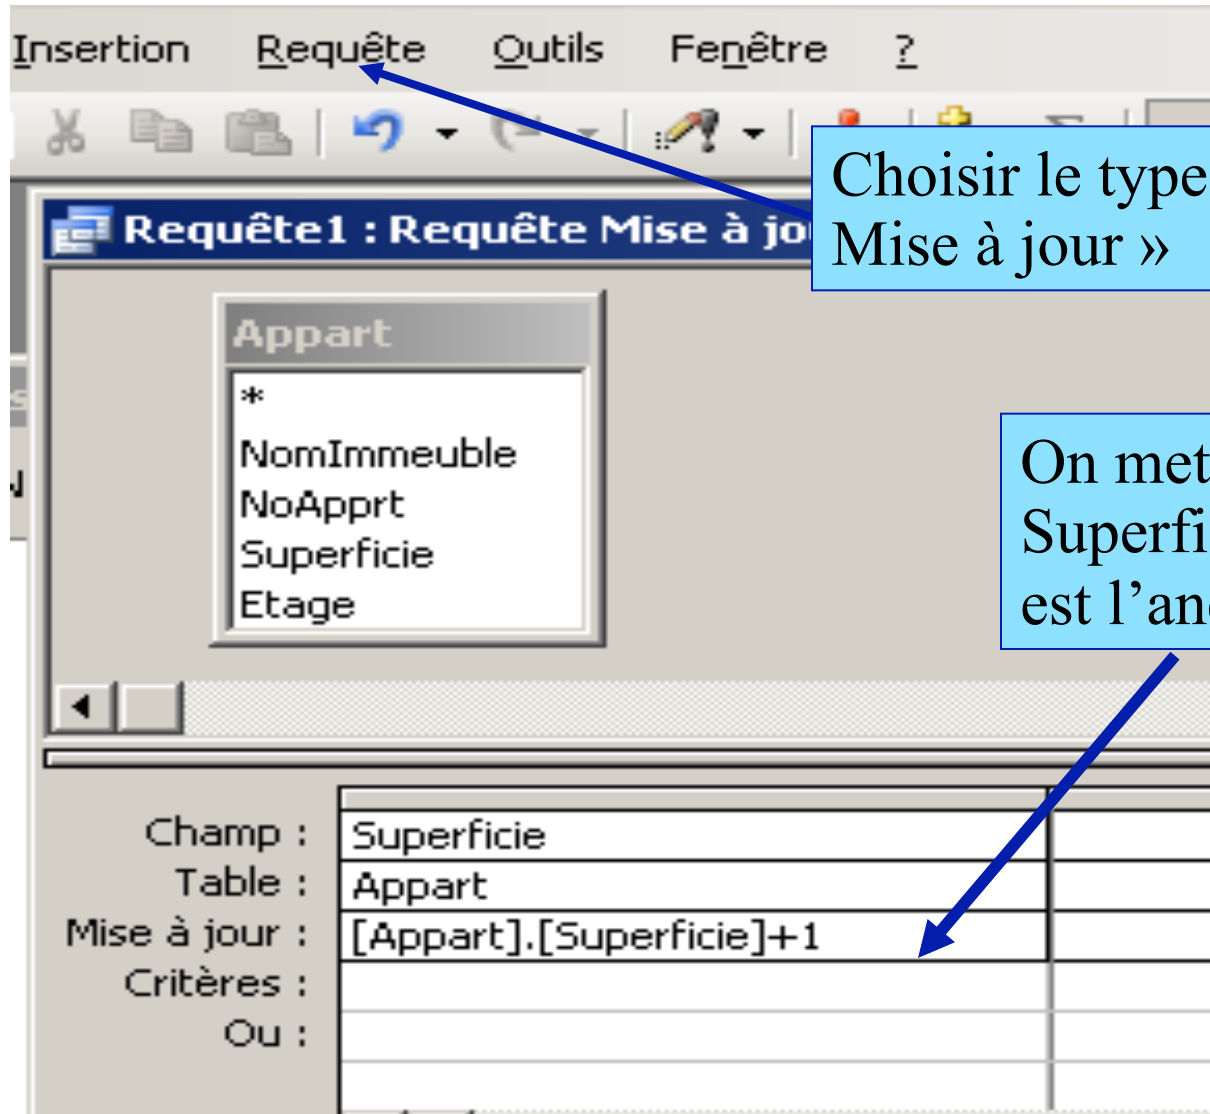 Insertion Requête Outils Fenêtre ?
Choisir le type
Mise à jour »
Requête1 : Requête Mise à jo
Appart
*
NomImmeuble
NoApprt
Superficie
Etage
On met
Superfi
est l’an
Champ : Superficie
Table : Appart
Mise à jour : [Appart].[Superficie]+1
Critères :
Ou :